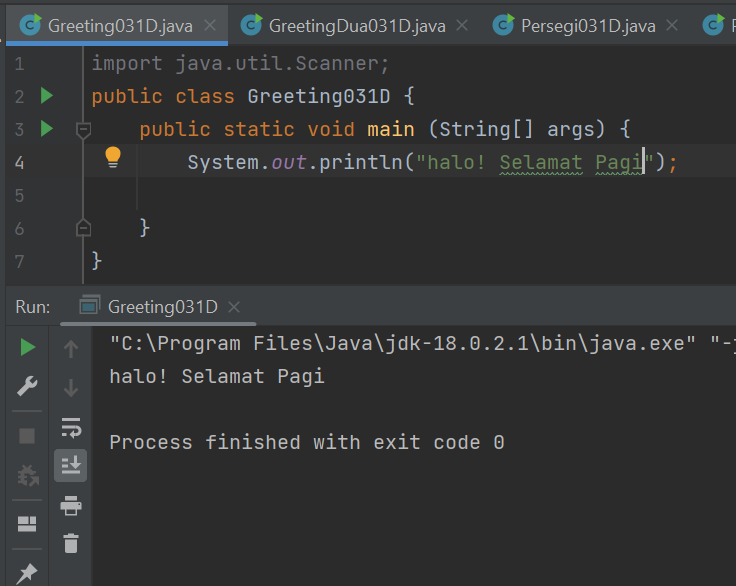 Greeting031D.java GreetingDua031D.java Persegi031D.java
1 import java.util.Scanner;
2 public class Greeting031D {
3 public static void main (String[] args) {
4 System.out.println("halo! Selamat Pagi");
5
6 }
7 }
Run: Greeting031D
"C:\Program Files\Java\jdk-18.0.2.1\bin\java.exe"
halo! Selamat Pagi
Process finished with exit code 0